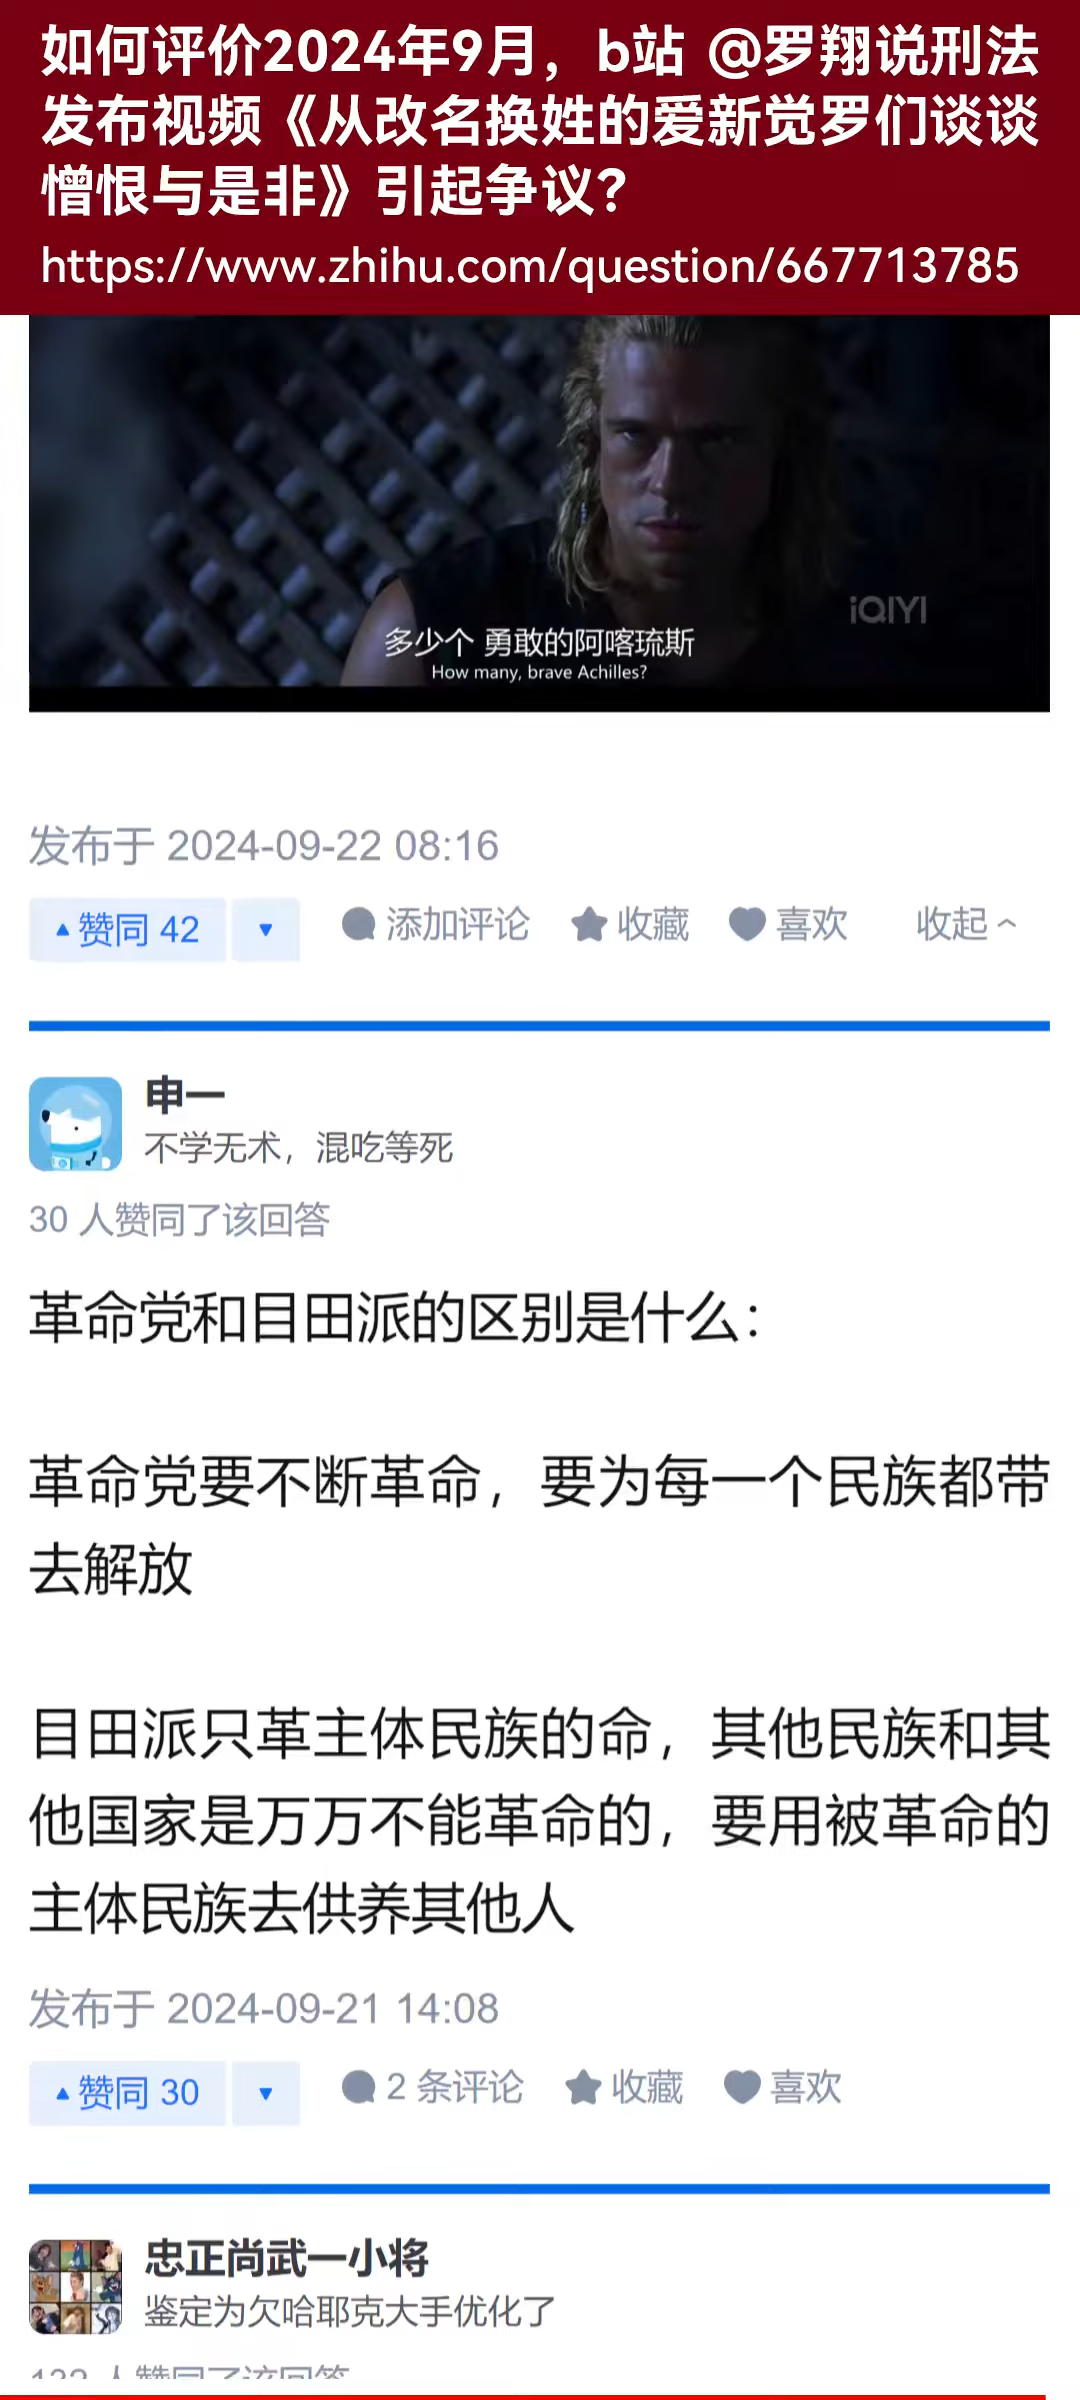 如何评价2024年9月，b站 @罗翔说刑法
发布视频《从改名换姓的爱新觉罗们谈谈
憎恨与是非》引起争议？
https://www.zhihu.com/question/667713785
iQIYI
多少个 勇敢的阿喀琉斯
How many, brave Achilles?
发布于 2024-09-22 08:16
赞同 42 添加评论 收藏 喜欢 收起
申一
不学无术，混吃等死
30 人赞同了该回答
革命党和目田派的区别是什么：
革命党要不断革命，要为每一个民族都带
去解放
目田派只革主体民族的命，其他民族和其
他国家是万万不能革命的，要用被革命的
主体民族去供养其他人
发布于 2024-09-21 14:08
赞同 30 2 条评论 收藏 喜欢
忠正尚武一小将
鉴定为欠哈耶克大手优化了
人赞同了该回答